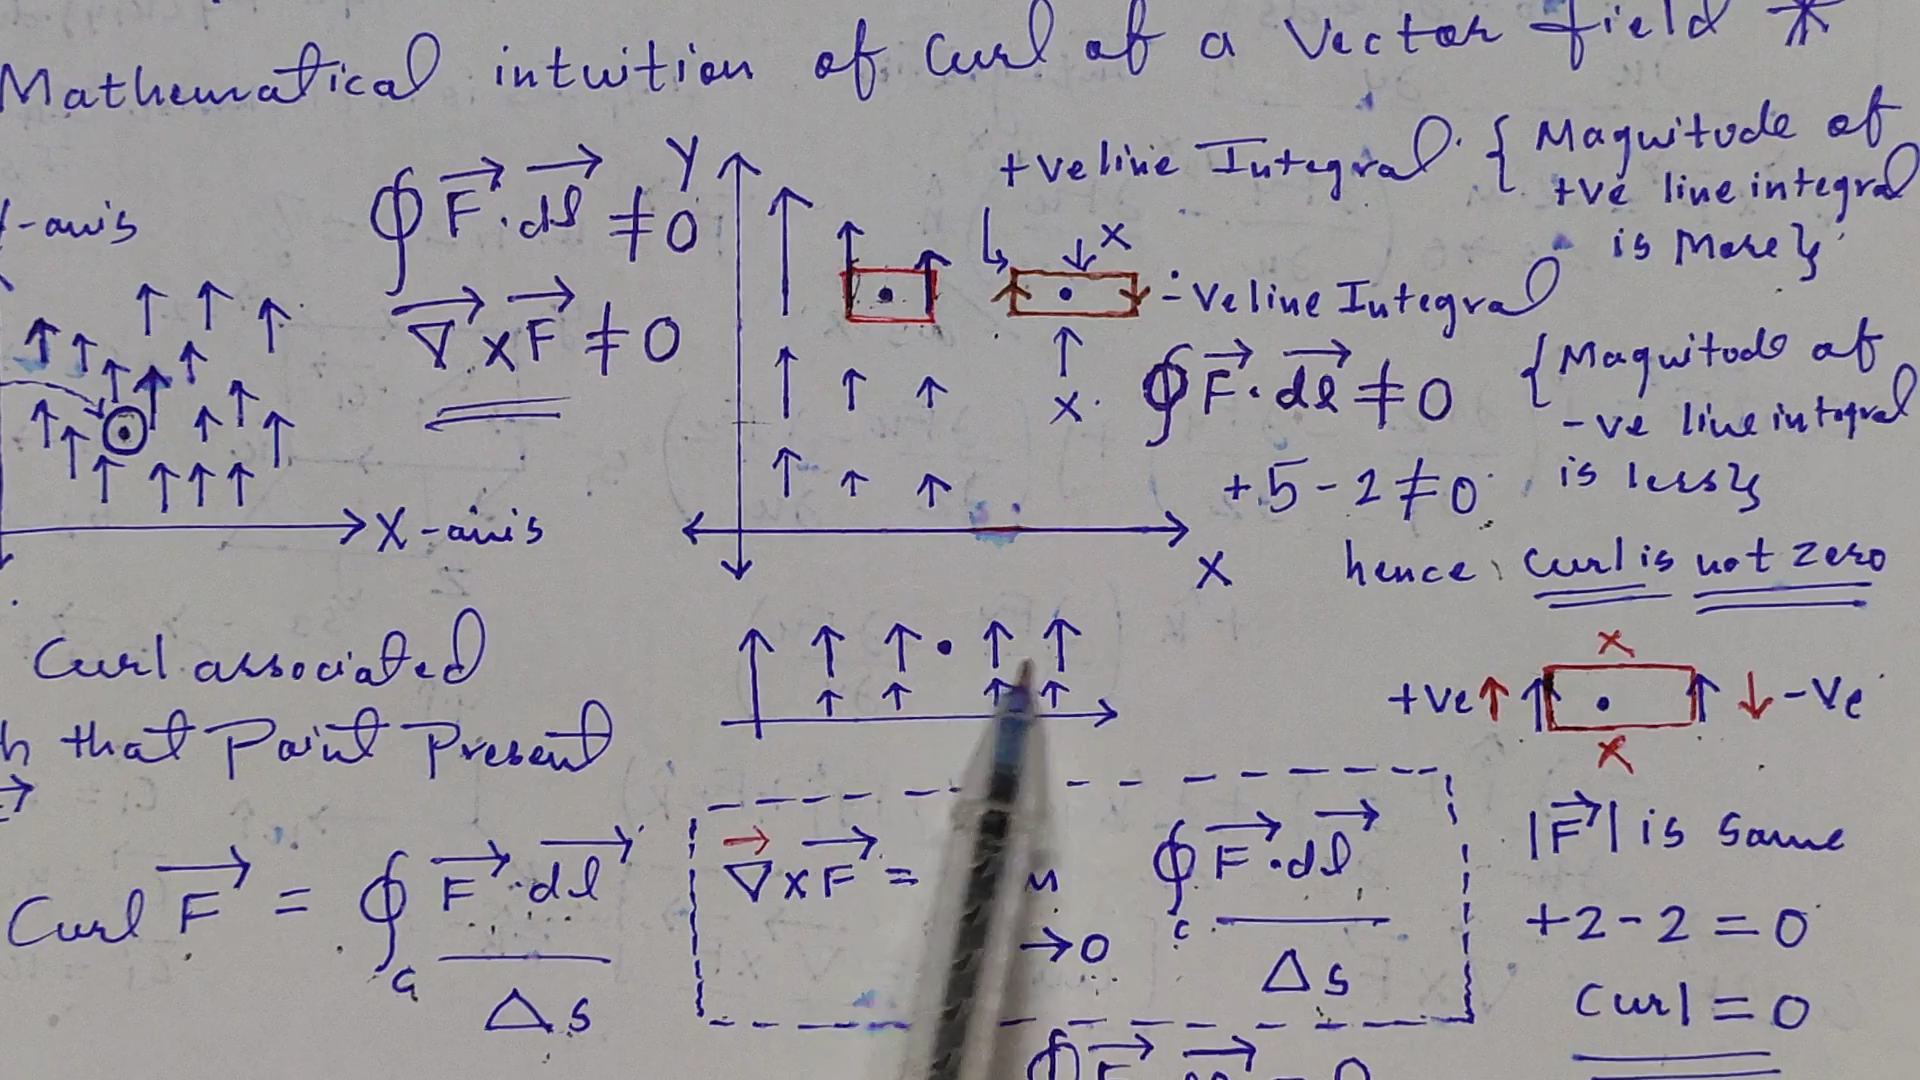 Mathematical intuition of Curl of a Vector field *
-axis
∮ F⃗·dl⃗ ≠ 0
∇⃗×F⃗ ≠ 0
X-axis
Y
+ve line Integral
{Magnitude of
+ve line integral
is More}
X
-ve line Integral
X
∮ F⃗·dl⃗ ≠ 0
{Magnitude of
-ve line integral
is less}
+5-2≠0
X
hence, Curl is not zero
Curl associated
that Point Present
X
+ve
-ve
X
Curl F⃗ = ∮ F⃗·dl⃗
Δs
∇⃗×F⃗ =
→0
∮c F⃗·dl⃗
Δs
|F⃗| is Same
+2-2=0
Curl = 0